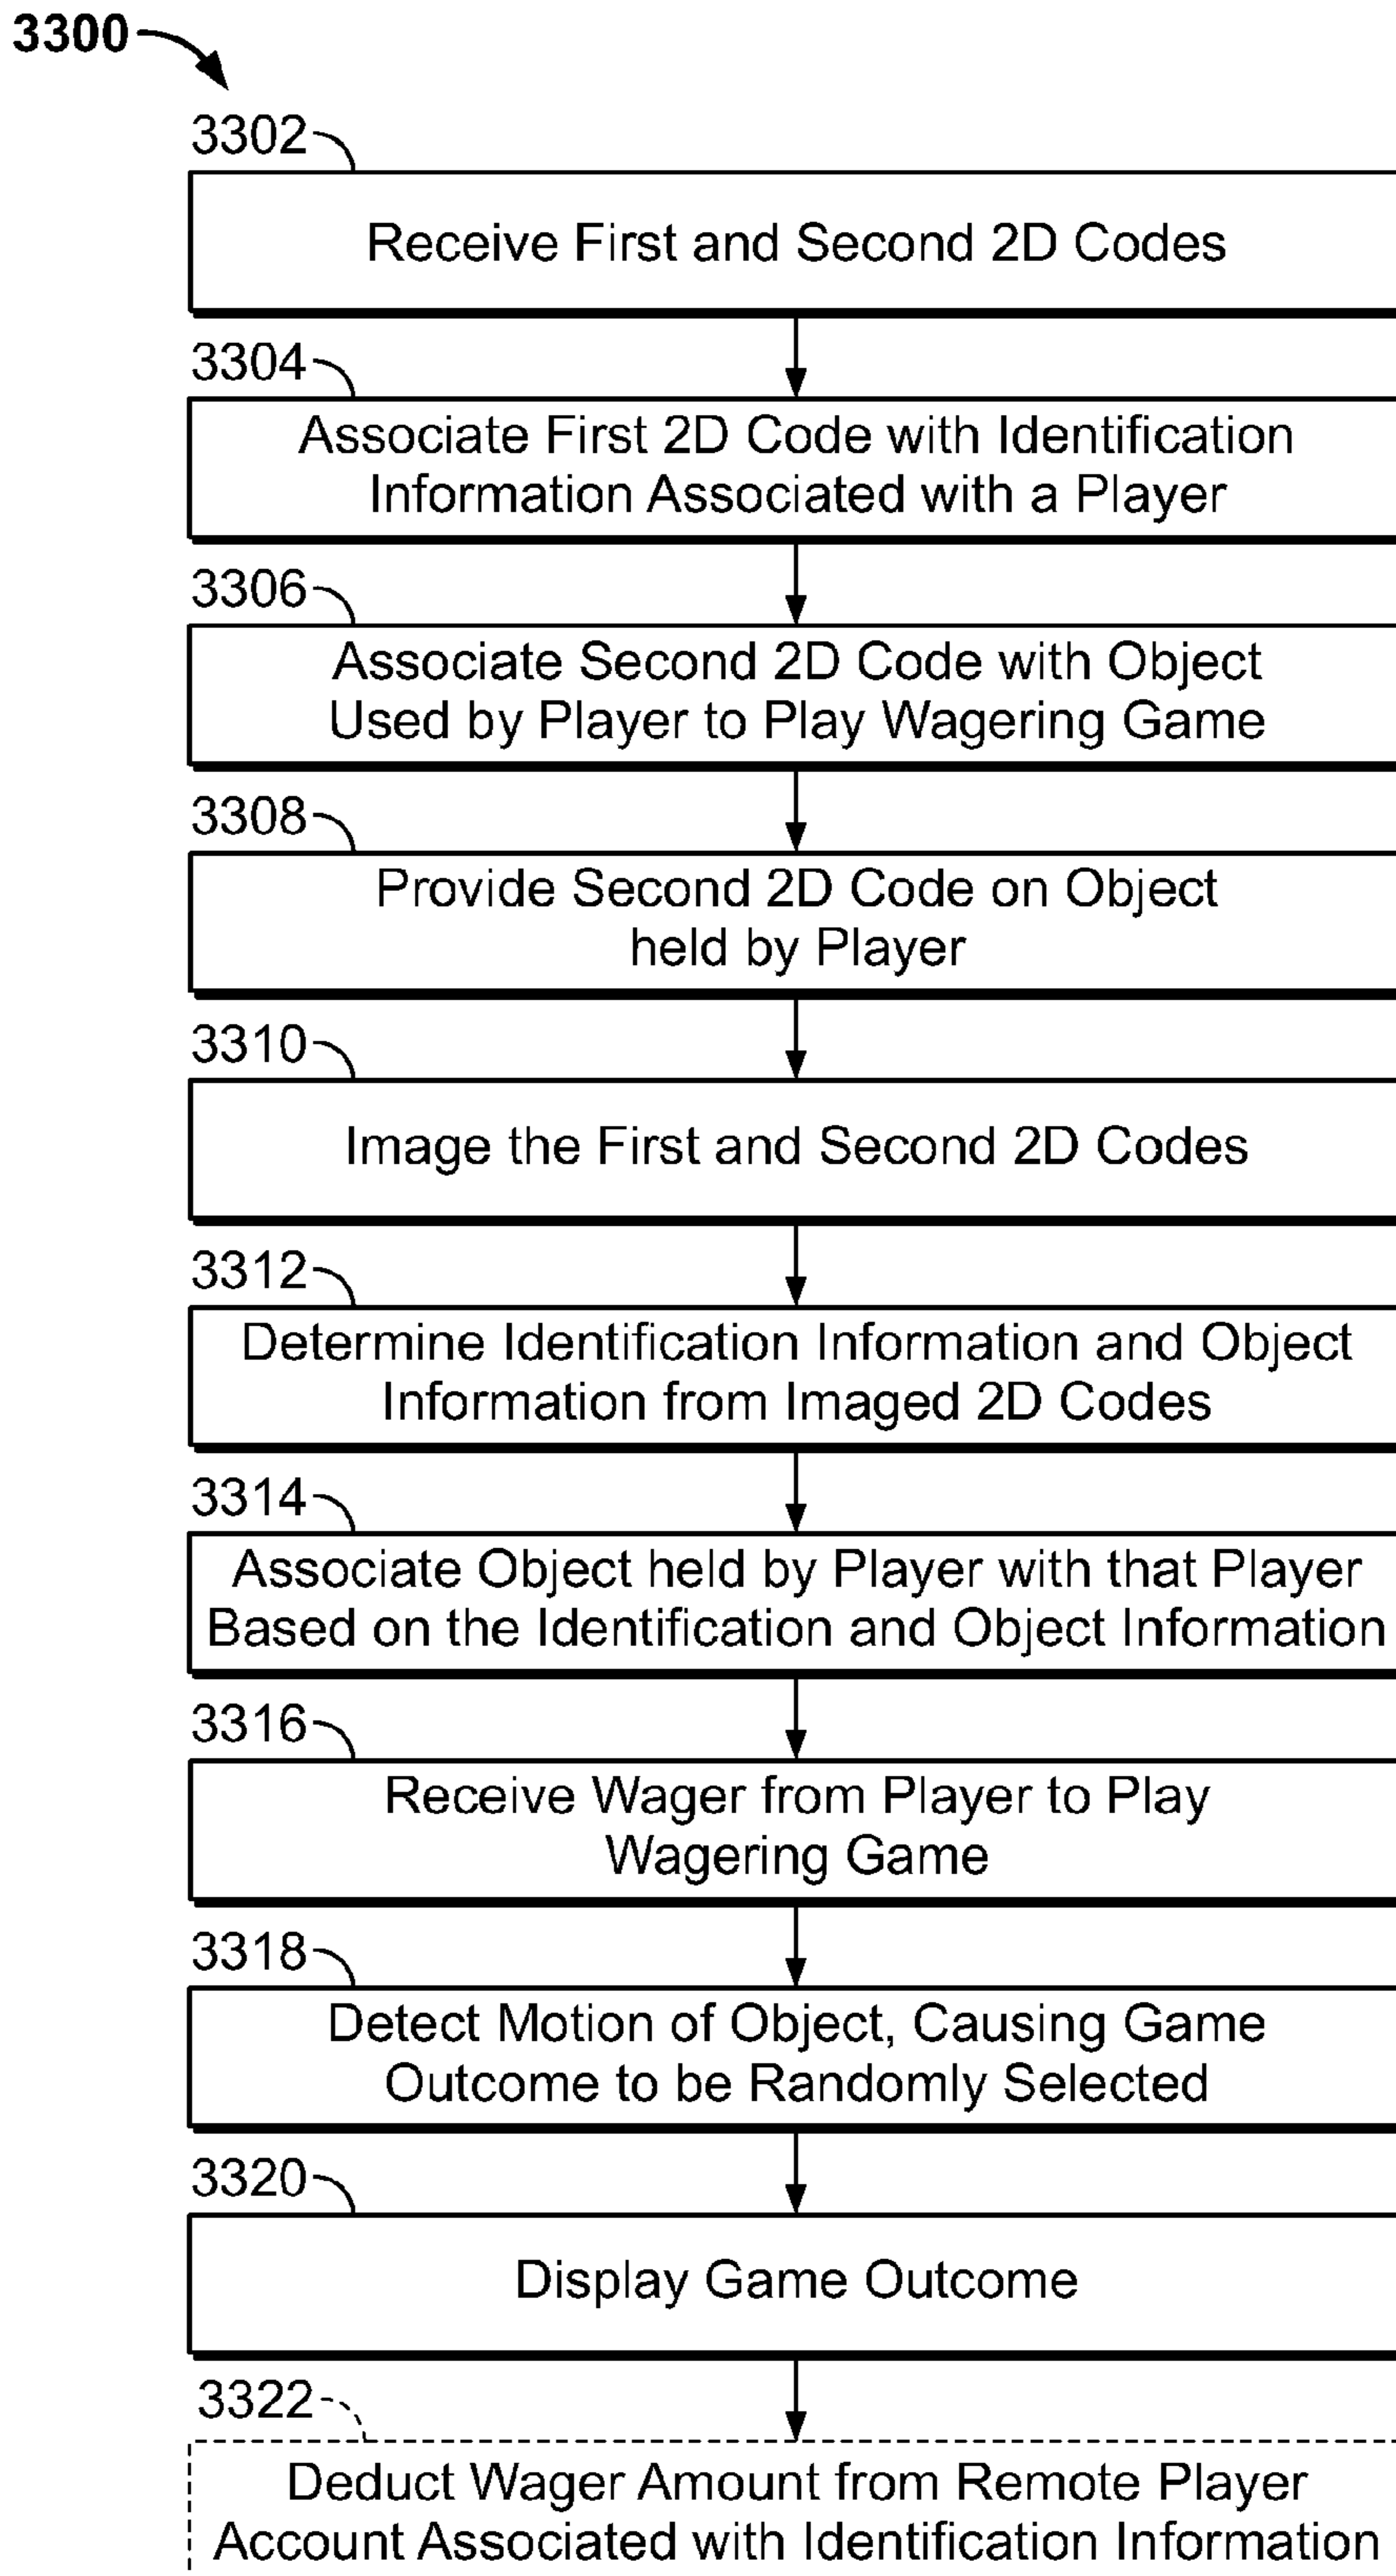 3300
3302
Receive First and Second 2D Codes
3304
Associate First 2D Code with Identification
Information Associated with a Player
3306
Associate Second 2D Code with Object
Used by Player to Play Wagering Game
3308
Provide Second 2D Code on Object
held by Player
3310
Image the First and Second 2D Codes
3312
Determine Identification Information and Object
Information from Imaged 2D Codes
3314
Associate Object held by Player with that Player
Based on the Identification and Object Information
3316
Receive Wager from Player to Play
Wagering Game
3318
Detect Motion of Object, Causing Game
Outcome to be Randomly Selected
3320
Display Game Outcome
3322
Deduct Wager Amount from Remote Player
Account Associated with Identification Information